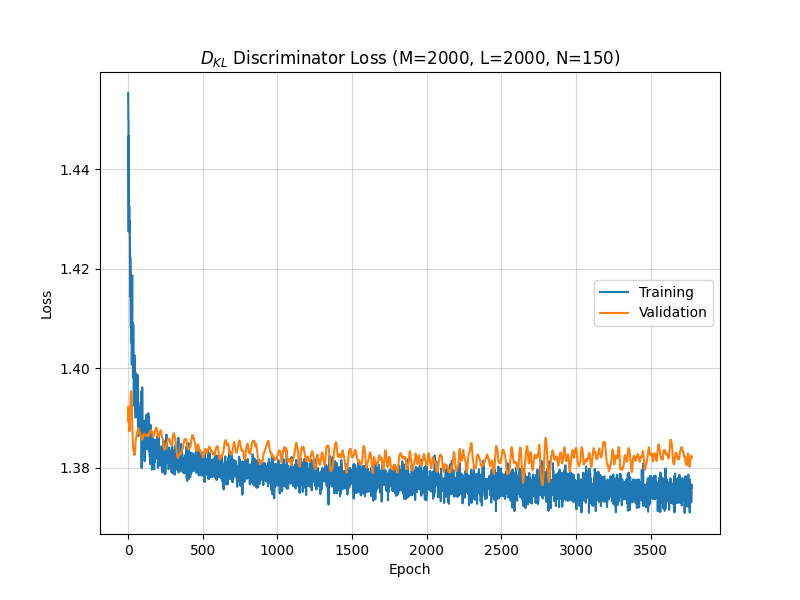 D_KL Discriminator Loss (M=2000, L=2000, N=150)
Loss
1.44
1.42
1.40
1.38
Training
Validation
0 500 1000 1500 2000 2500 3000 3500
Epoch